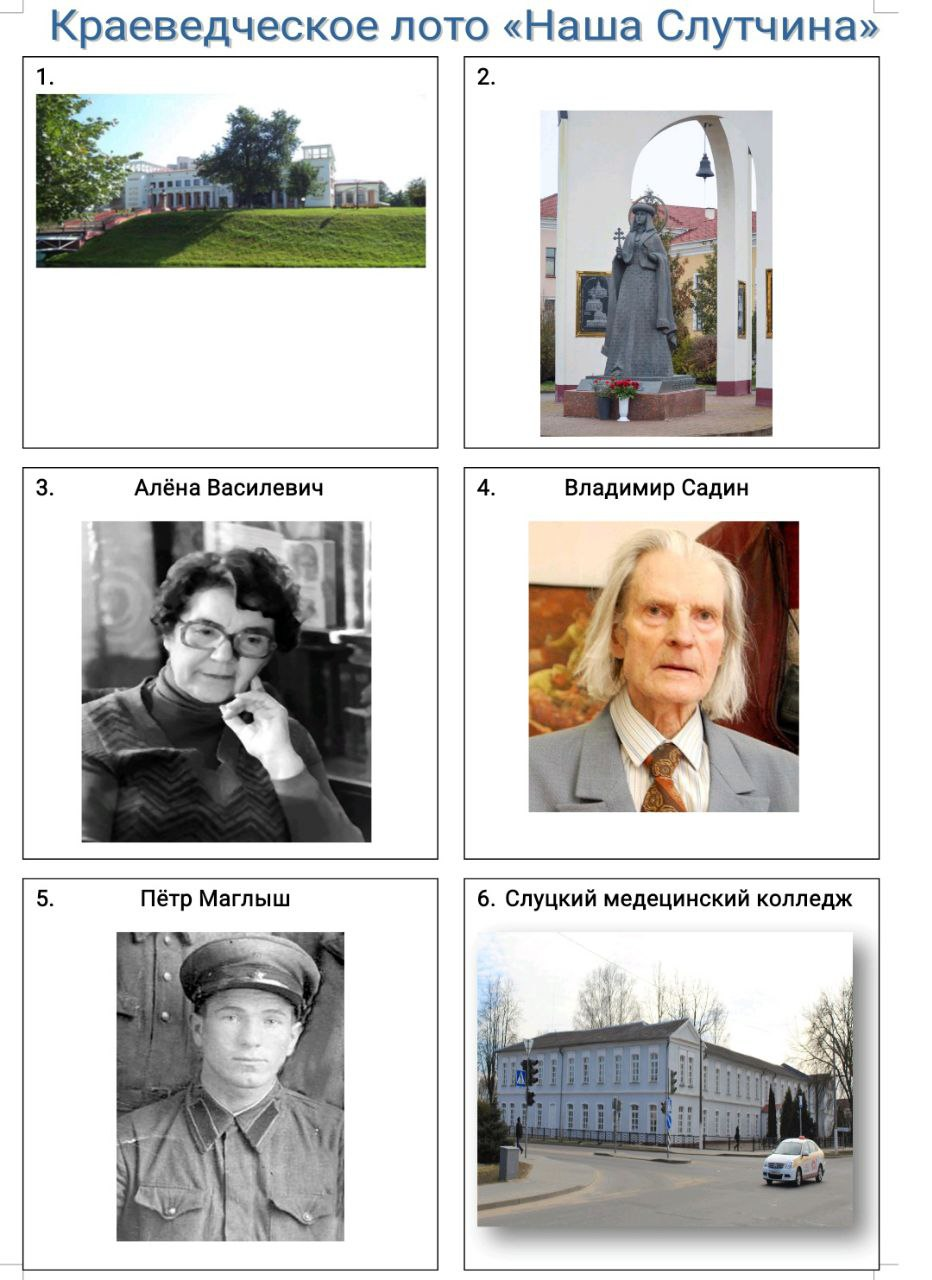 Краеведческое лото «Наша Слутчина»
1.
2.
3. Алёна Василевич
4. Владимир Садин
5. Пётр Маглыш
6. Слуцкий медецинский колледж